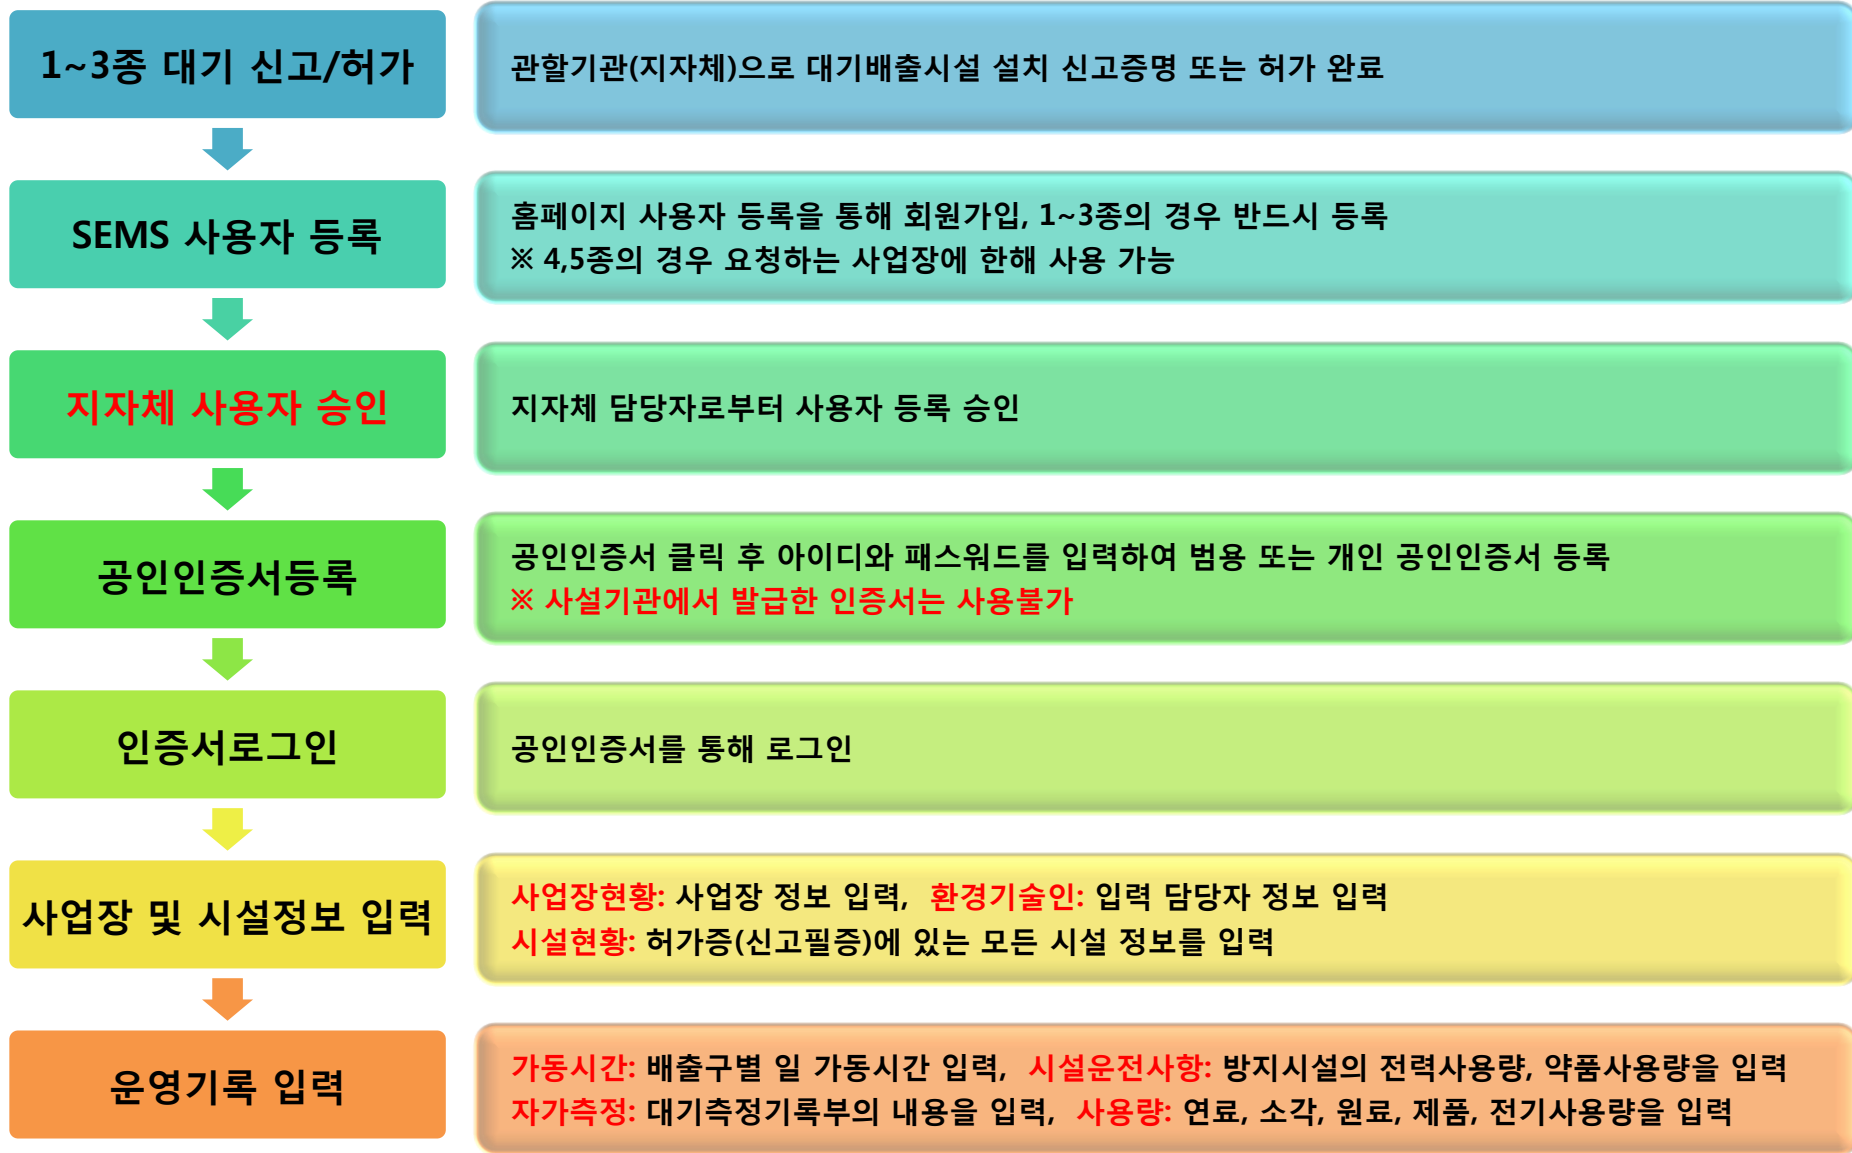 1~3종 대기 신고/허가
관할기관(지자체)으로 대기배출시설 설치 신고증명 또는 허가 완료
SEMS 사용자 등록
홈페이지 사용자 등록을 통해 회원가입, 1~3종의 경우 반드시 등록
※ 4,5종의 경우 요청하는 사업장에 한해 사용 가능
지자체 사용자 승인
지자체 담당자로부터 사용자 등록 승인
공인인증서등록
공인인증서 클릭 후 아이디와 패스워드를 입력하여 범용 또는 개인 공인인증서 등록
※ 사설기관에서 발급한 인증서는 사용불가
인증서로그인
공인인증서를 통해 로그인
사업장 및 시설정보 입력
사업장현황: 사업장 정보 입력, 환경기술인: 입력 담당자 정보 입력
시설현황: 허가증(신고필증)에 있는 모든 시설 정보를 입력
운영기록 입력
가동시간: 배출구별 일 가동시간 입력, 시설운전사항: 방지시설의 전력사용량, 약품사용량을 입력
자가측정: 대기측정기록부의 내용을 입력, 사용량: 연료, 소각, 원료, 제품, 전기사용량을 입력